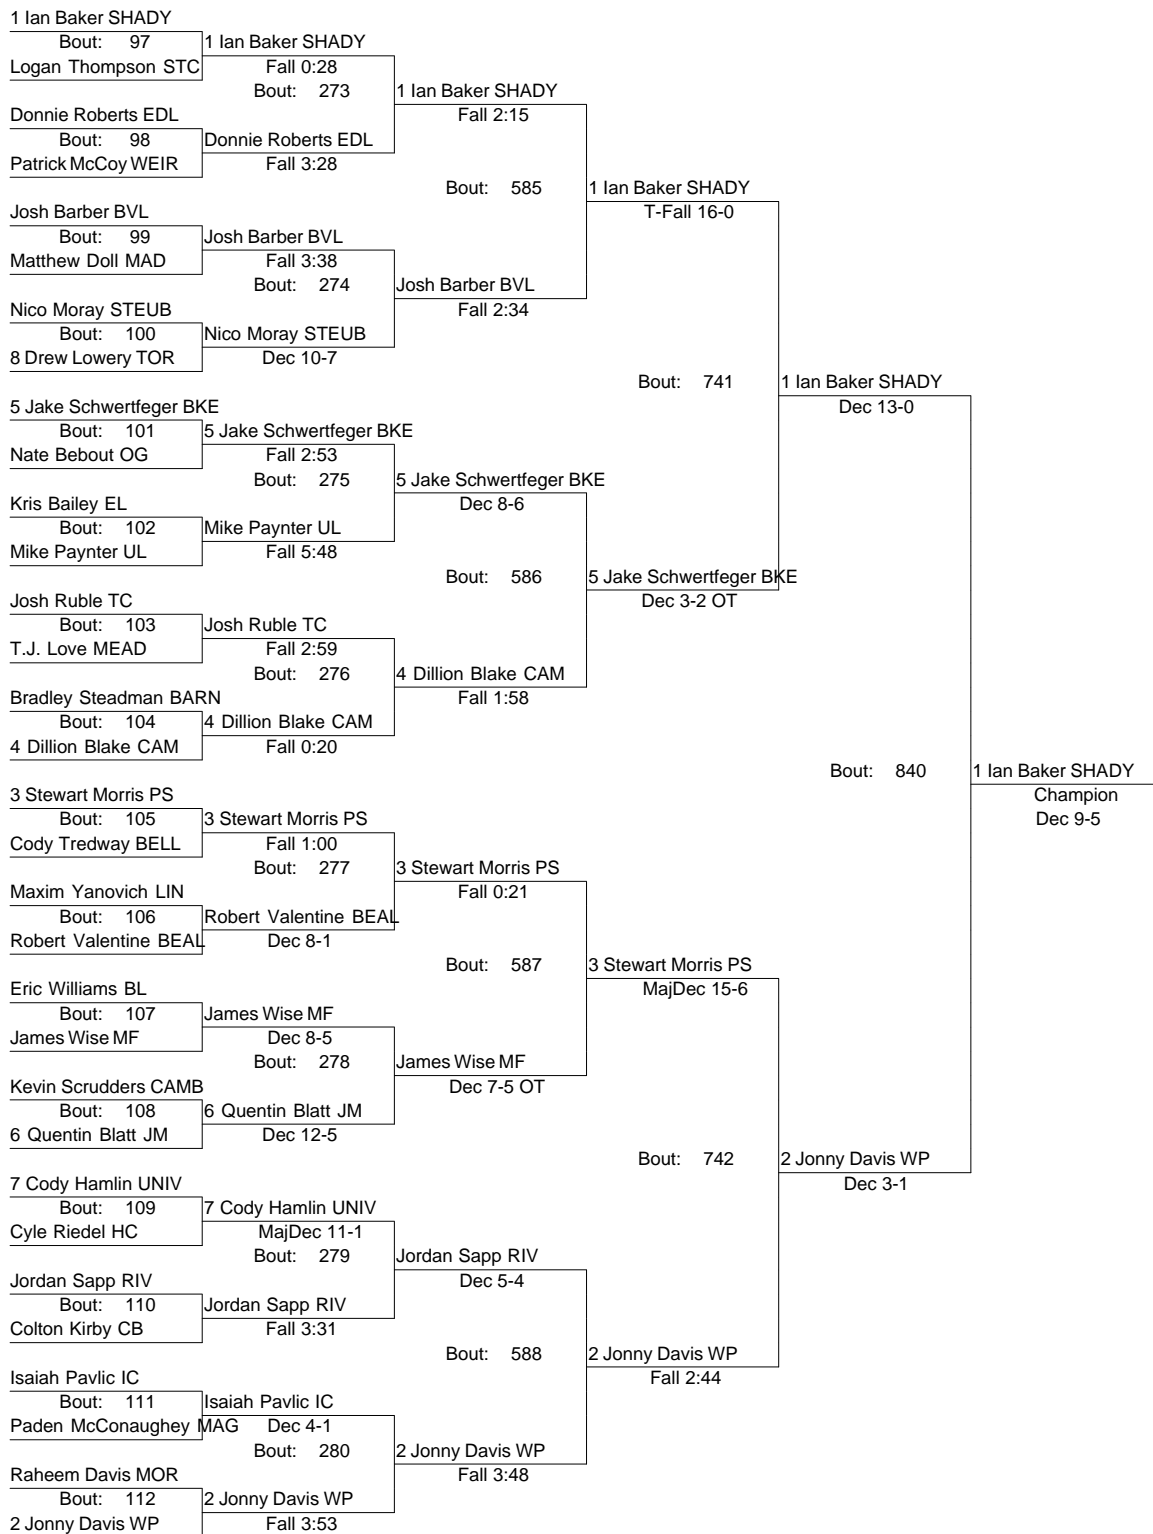 1 Ian Baker SHADY
Bout: 97
1 Ian Baker SHADY
Logan Thompson STC
Fall 0:28
Bout: 273
1 Ian Baker SHADY
Donnie Roberts EDL
Fall 2:15
Bout: 98
Donnie Roberts EDL
Patrick McCoy WEIR
Fall 3:28
Bout: 585
1 Ian Baker SHADY
Josh Barber BVL
T-Fall 16-0
Bout: 99
Josh Barber BVL
Matthew Doll MAD
Fall 3:38
Bout: 274
Josh Barber BVL
Nico Moray STEUB
Fall 2:34
Bout: 100
Nico Moray STEUB
8 Drew Lowery TOR
Dec 10-7
Bout: 741
1 Ian Baker SHADY
5 Jake Schwertfeger BKE
Dec 13-0
Bout: 101
5 Jake Schwertfeger BKE
Nate Bebout OG
Fall 2:53
Bout: 275
5 Jake Schwertfeger BKE
Kris Bailey EL
Dec 8-6
Bout: 102
Mike Paynter UL
Mike Paynter UL
Fall 5:48
Bout: 586
5 Jake Schwertfeger BKE
Josh Ruble TC
Dec 3-2 OT
Bout: 103
Josh Ruble TC
T.J. Love MEAD
Fall 2:59
Bout: 276
4 Dillion Blake CAM
Bradley Steadman BARN
Fall 1:58
Bout: 104
4 Dillion Blake CAM
4 Dillion Blake CAM
Fall 0:20
Bout: 840
1 Ian Baker SHADY
3 Stewart Morris PS
Champion
Bout: 105
3 Stewart Morris PS
Dec 9-5
Cody Tredway BELL
Fall 1:00
Bout: 277
3 Stewart Morris PS
Maxim Yanovich LIN
Fall 0:21
Bout: 106
Robert Valentine BEAL
Robert Valentine BEAL
Dec 8-1
Bout: 587
3 Stewart Morris PS
Eric Williams BL
MajDec 15-6
Bout: 107
James Wise MF
James Wise MF
Dec 8-5
Bout: 278
James Wise MF
Kevin Scrudders CAMB
Dec 7-5 OT
Bout: 108
6 Quentin Blatt JM
6 Quentin Blatt JM
Dec 12-5
Bout: 742
2 Jonny Davis WP
7 Cody Hamlin UNIV
Dec 3-1
Bout: 109
7 Cody Hamlin UNIV
Cyle Riedel HC
MajDec 11-1
Bout: 279
Jordan Sapp RIV
Jordan Sapp RIV
Dec 5-4
Bout: 110
Jordan Sapp RIV
Colton Kirby CB
Fall 3:31
Bout: 588
2 Jonny Davis WP
Isaiah Pavlic IC
Fall 2:44
Bout: 111
Isaiah Pavlic IC
Paden McConaughey MAG
Dec 4-1
Bout: 280
2 Jonny Davis WP
Raheem Davis MOR
Fall 3:48
Bout: 112
2 Jonny Davis WP
2 Jonny Davis WP
Fall 3:53